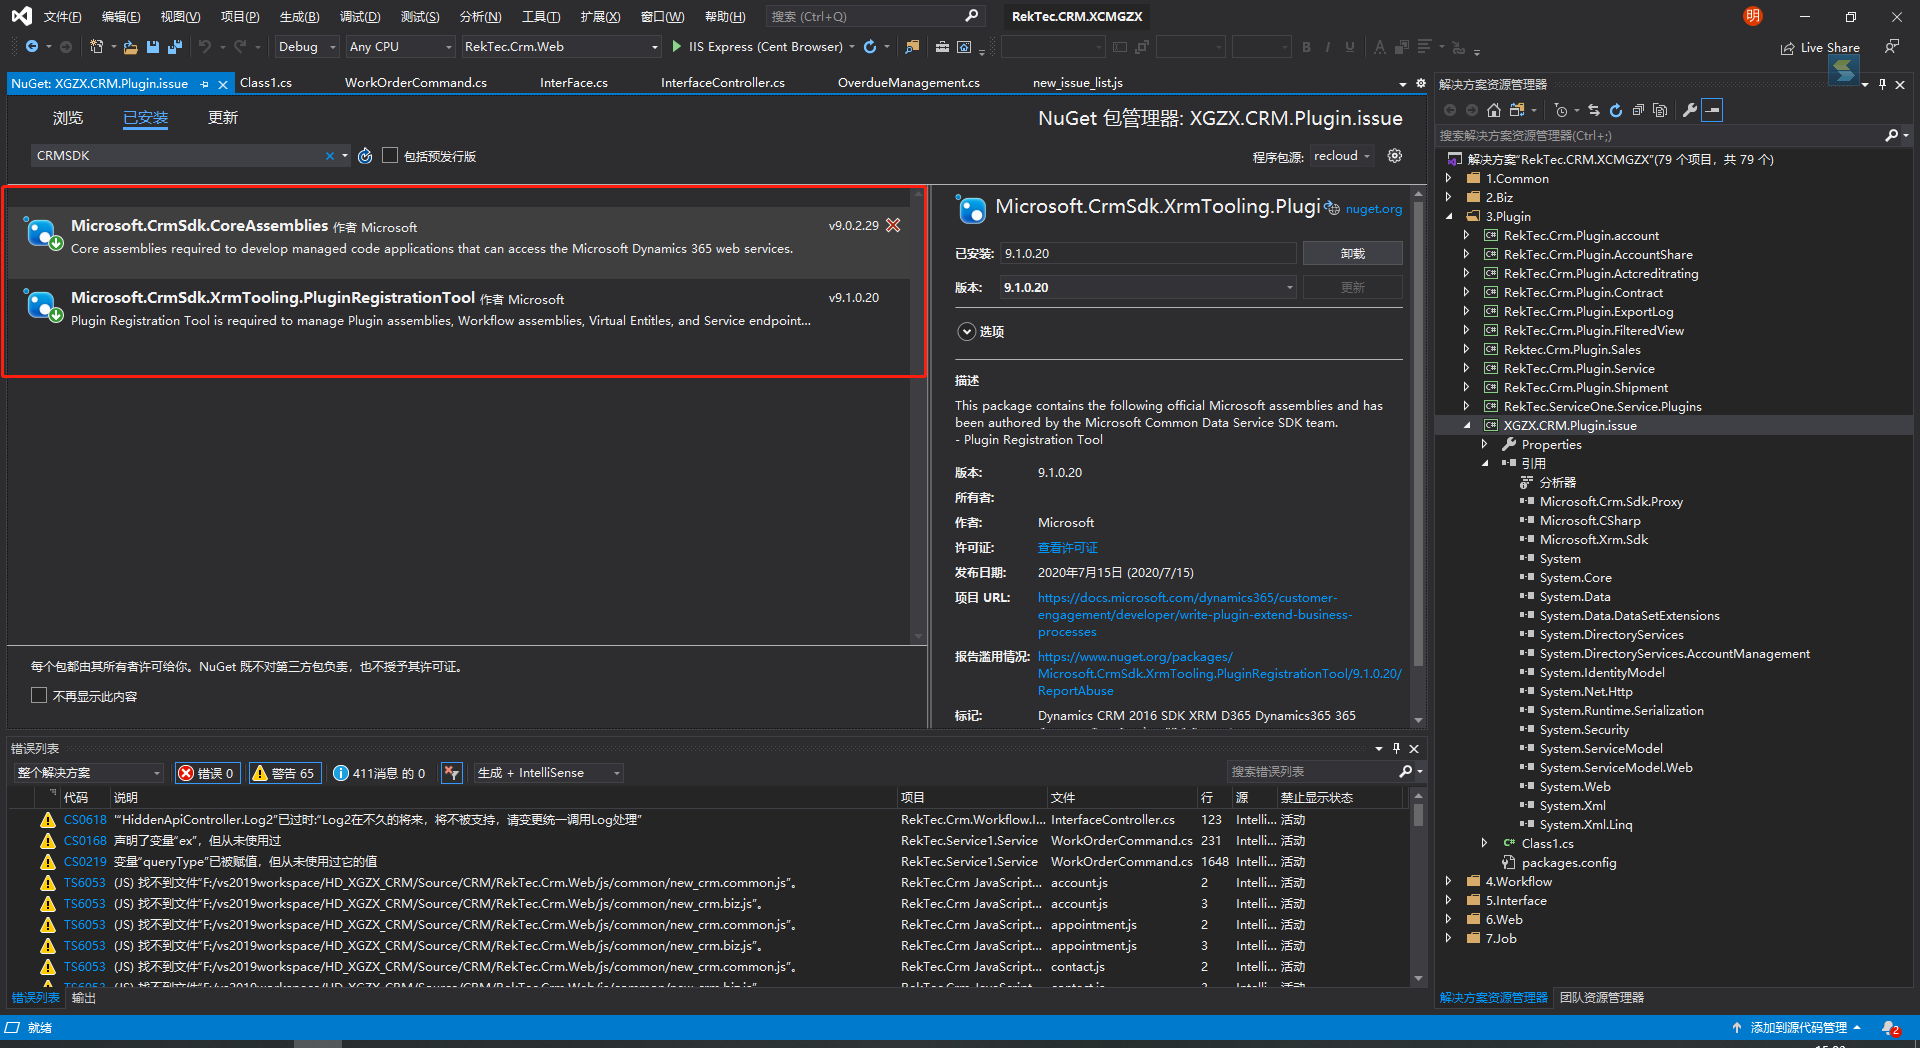 文件(F) 编辑(E) 视图(V) 项目(P) 生成(B) 调试(D) 测试(S) 分析(N) 工具(T) 扩展(X) 窗口(W) 帮助(H) 搜索 (Ctrl+Q) RekTec.CRM.XCMGZX 明
Debug Any CPU RekTec.Crm.Web IIS Express (Cent Browser) B I U A Live Share
NuGet: XGZX.CRM.Plugin.issue Class1.cs WorkOrderCommand.cs InterFace.cs InterfaceController.cs OverdueManagement.cs new_issue_list.js
浏览 已安装 更新
NuGet 包管理器: XGZX.CRM.Plugin.issue
CRMSDK 包括预发行版
程序包源: recloud
Microsoft.CrmSdk.CoreAssemblies 作者 Microsoft v9.0.2.29
Core assemblies required to develop managed code applications that can access the Microsoft Dynamics 365 web services.
Microsoft.CrmSdk.XrmTooling.PluginRegistrationTool 作者 Microsoft v9.1.0.20
Plugin Registration Tool is required to manage Plugin assemblies, Workflow assemblies, Virtual Entitles, and Service endpoint...
每个包都由其所有者许可给你。NuGet 既不对第三方包负责，也不授予其许可证。
不再显示此内容
Microsoft.CrmSdk.XrmTooling.Plugi nuget.org
已安装: 9.1.0.20 卸载
版本: 9.1.0.20 更新
选项
描述
This package contains the following official Microsoft assemblies and has
been authored by the Microsoft Common Data Service SDK team.
- Plugin Registration Tool
版本: 9.1.0.20
所有者:
作者: Microsoft
许可证: 查看许可证
发布日期: 2020年7月15日 (2020/7/15)
项目 URL: https://docs.microsoft.com/dynamics365/customer-
engagement/developer/write-plugin-extend-business-
processes
报告滥用情况: https://www.nuget.org/packages/
Microsoft.CrmSdk.XrmTooling.PluginRegistrationTool/9.1.0.20/
ReportAbuse
标记: Dynamics CRM 2016 SDK XRM D365 Dynamics365 365
错误列表
整个解决方案 错误 0 警告 65 411消息 的 0 生成 + IntelliSense 搜索错误列表
代码 说明 项目 文件 行 源 禁止显示状态
CS0618 “HiddenApiController.Log2”已过时:“Log2在不久的将来，将不被支持，请变更统一调用Log处理” RekTec.Crm.Workflow.I... InterfaceController.cs 123 Intelli... 活动
CS0168 声明了变量“ex”，但从未使用过 RekTec.Service1.Service WorkOrderCommand.cs 231 Intelli... 活动
CS0219 变量“queryType”已被赋值，但从未使用过它的值 RekTec.Service1.Service WorkOrderCommand.cs 1648 Intelli... 活动
TS6053 (JS) 找不到文件“F:/vs2019workspace/HD_XGZX_CRM/Source/CRM/RekTec.Crm.Web/js/common/new_crm.common.js”。 RekTec.Crm JavaScript... account.js 2 Intelli... 活动
TS6053 (JS) 找不到文件“F:/vs2019workspace/HD_XGZX_CRM/Source/CRM/RekTec.Crm.Web/js/common/new_crm.biz.js”。 RekTec.Crm JavaScript... account.js 3 Intelli... 活动
TS6053 (JS) 找不到文件“F:/vs2019workspace/HD_XGZX_CRM/Source/CRM/RekTec.Crm.Web/js/common/new_crm.common.js”。 RekTec.Crm JavaScript... appointment.js 2 Intelli... 活动
TS6053 (JS) 找不到文件“F:/vs2019workspace/HD_XGZX_CRM/Source/CRM/RekTec.Crm.Web/js/common/new_crm.biz.js”。 RekTec.Crm JavaScript... appointment.js 3 Intelli... 活动
TS6053 (JS) 找不到文件“F:/vs2019workspace/HD_XGZX_CRM/Source/CRM/RekTec.Crm.Web/js/common/new_crm.common.js”。 RekTec.Crm JavaScript... contact.js 2 Intelli... 活动
错误列表 输出
就绪
解决方案资源管理器
搜索解决方案资源管理器(Ctrl+;)
解决方案"RekTec.CRM.XCMGZX"(79 个项目，共 79 个)
1.Common
2.Biz
3.Plugin
RekTec.Crm.Plugin.account
RekTec.Crm.Plugin.AccountShare
RekTec.Crm.Plugin.Actcreditrating
RekTec.Crm.Plugin.Contract
RekTec.Crm.Plugin.ExportLog
RekTec.Crm.Plugin.FilteredView
Rektec.Crm.Plugin.Sales
RekTec.Crm.Plugin.Service
RekTec.Crm.Plugin.Shipment
RekTec.ServiceOne.Service.Plugins
XGZX.CRM.Plugin.issue
Properties
引用
分析器
Microsoft.Crm.Sdk.Proxy
Microsoft.CSharp
Microsoft.Xrm.Sdk
System
System.Core
System.Data
System.Data.DataSetExtensions
System.DirectoryServices
System.DirectoryServices.AccountManagement
System.IdentityModel
System.Net.Http
System.Runtime.Serialization
System.Security
System.ServiceModel
System.ServiceModel.Web
System.Web
System.Xml
System.Xml.Linq
C# Class1.cs
packages.config
4.Workflow
5.Interface
6.Web
7.Job
解决方案资源管理器 团队资源管理器
添加到源代码管理 2